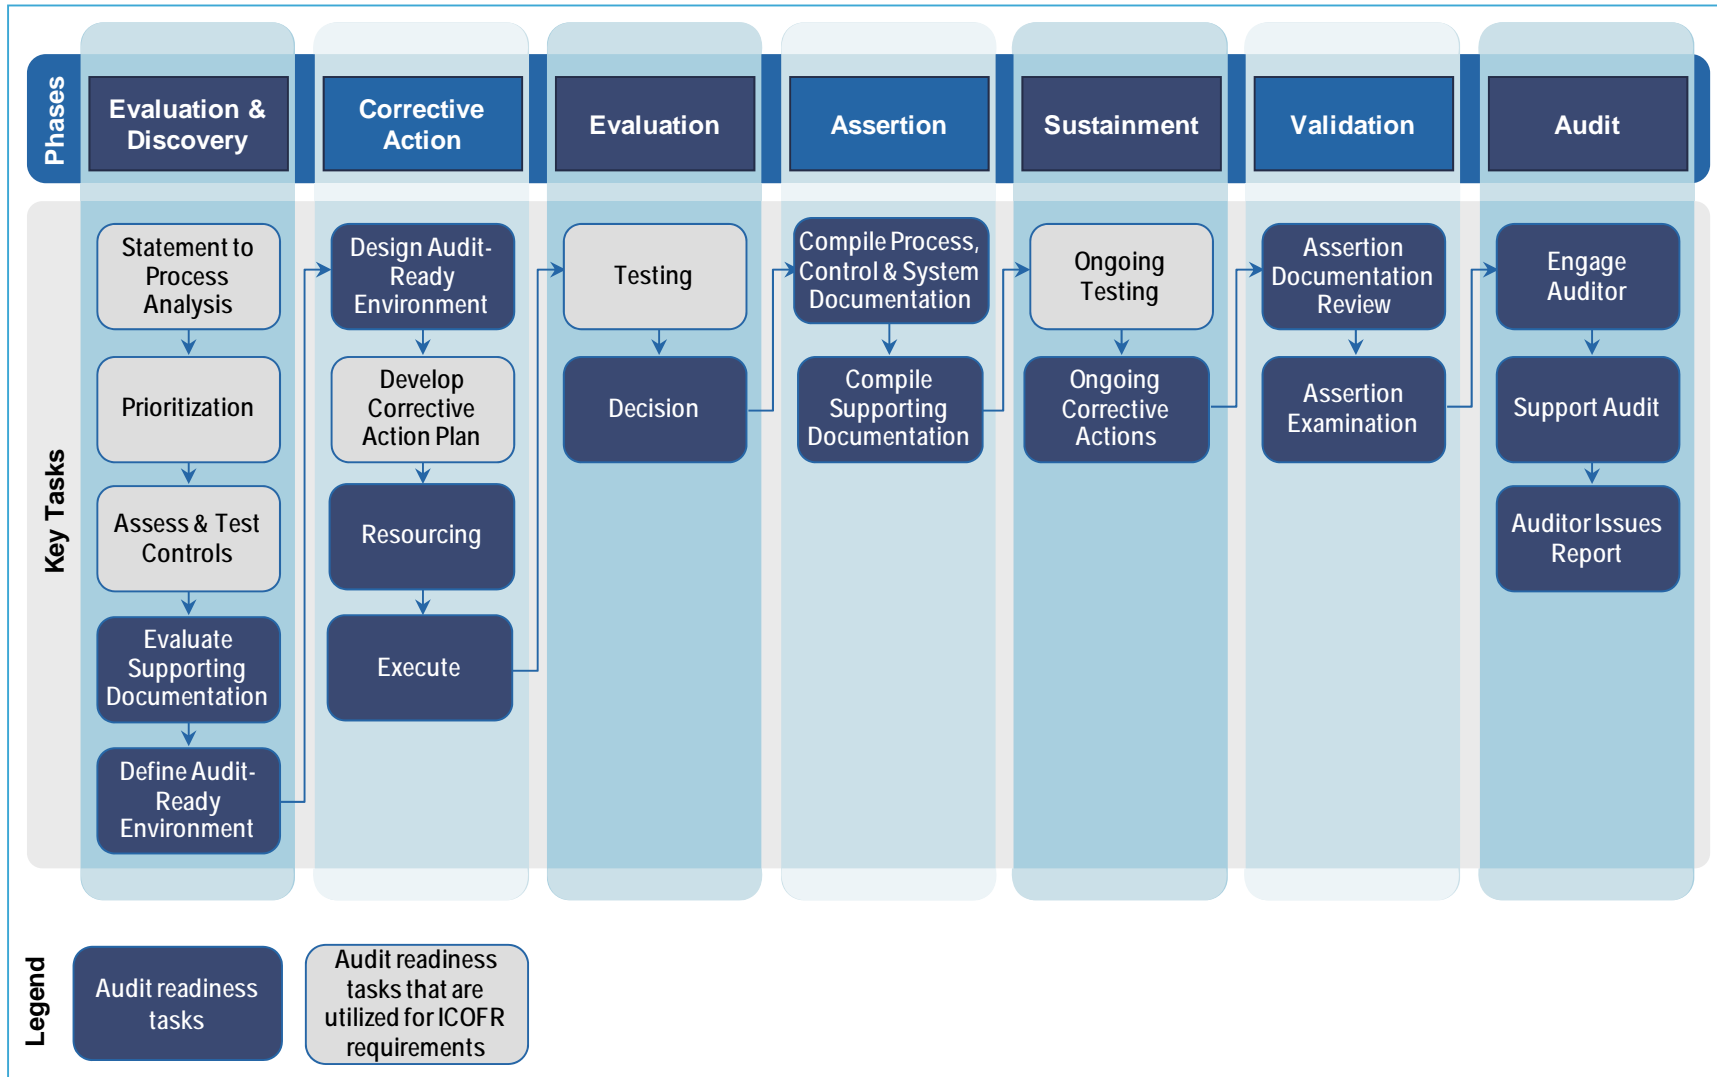 Phases
Evaluation &
Discovery
Corrective
Action
Evaluation
Assertion
Sustainment
Validation
Audit
Key Tasks
Statement to
Process
Analysis
Prioritization
Assess & Test
Controls
Evaluate
Supporting
Documentation
Define Audit-
Ready
Environment
Design Audit-
Ready
Environment
Develop
Corrective
Action Plan
Resourcing
Execute
Testing
Decision
Compile Process,
Control & System
Documentation
Compile
Supporting
Documentation
Ongoing
Testing
Ongoing
Corrective
Actions
Assertion
Documentation
Review
Assertion
Examination
Engage
Auditor
Support Audit
Auditor Issues
Report
Legend
Audit readiness
tasks
Audit readiness
tasks that are
utilized for ICOFR
requirements